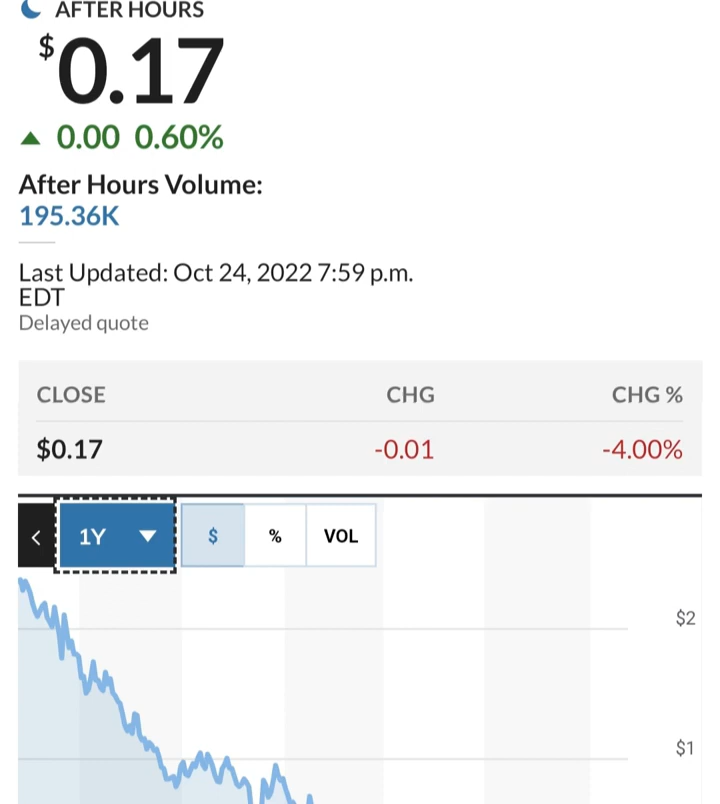 AFTER HOURS
$0.17
▲ 0.00 0.60%
After Hours Volume:
195.36K
Last Updated: Oct 24, 2022 7:59 p.m.
EDT
Delayed quote
CLOSE CHG CHG %
$0.17 -0.01 -4.00%
< 1Y ▼ $ % VOL
$2
$1